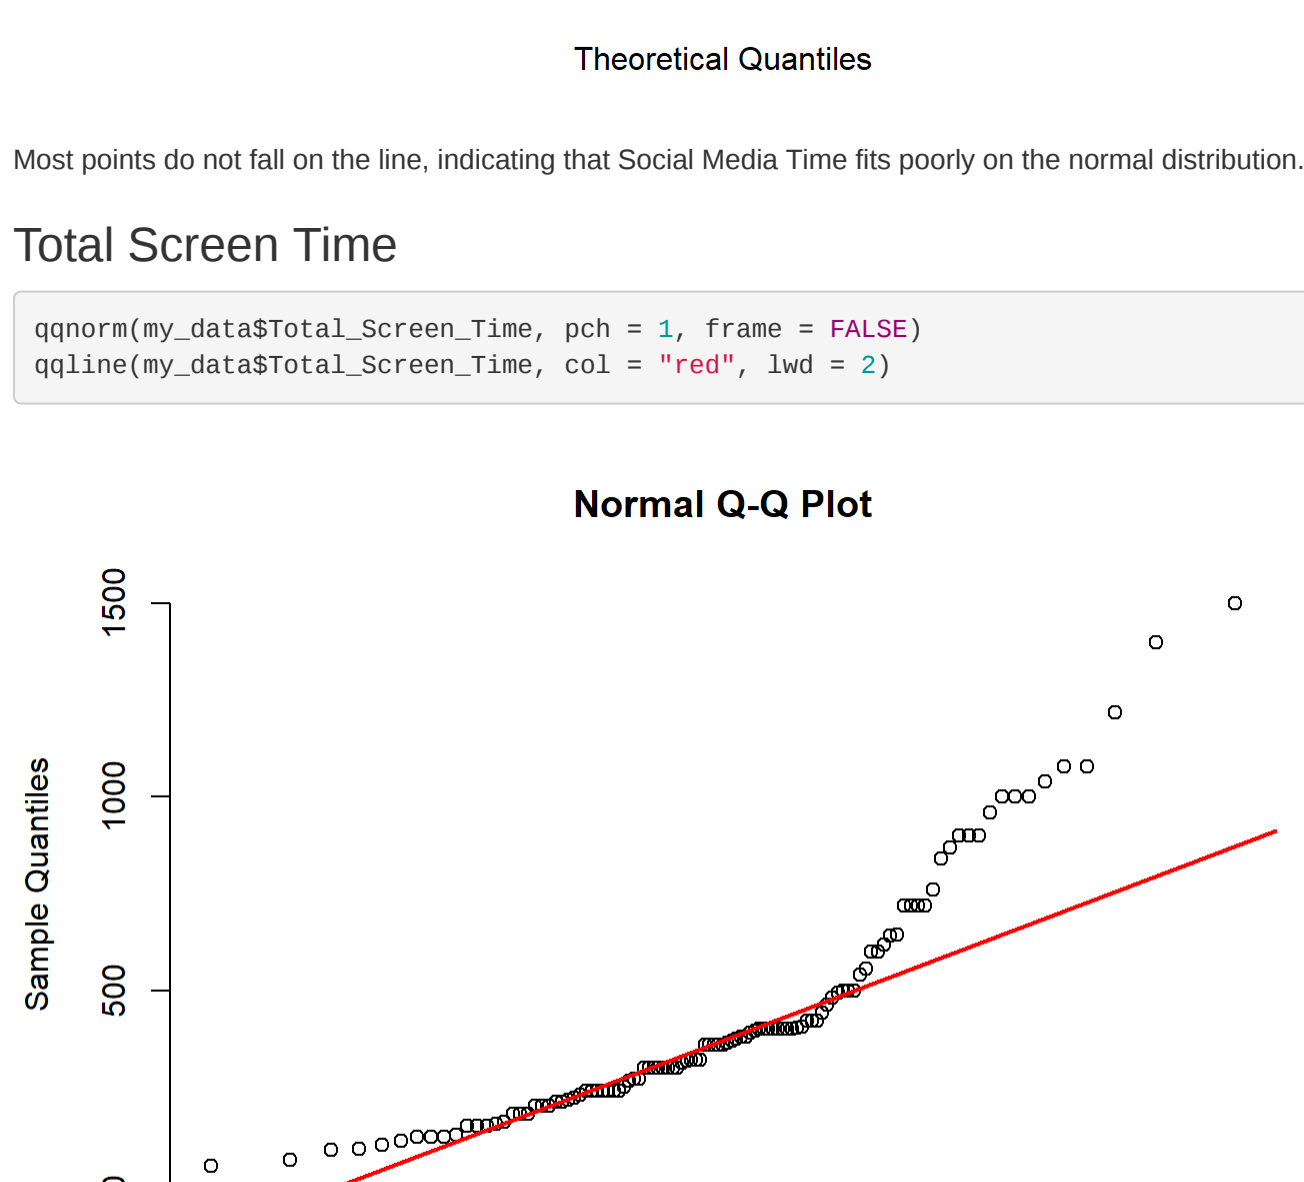 Theoretical Quantiles
Most points do not fall on the line, indicating that Social Media Time fits poorly on the normal distribution.
Total Screen Time
qqnorm(my_data$Total_Screen_Time, pch = 1, frame = FALSE)
qqline(my_data$Total_Screen_Time, col = "red", lwd = 2)
Normal Q-Q Plot
1500
1000
500
Sample Quantiles